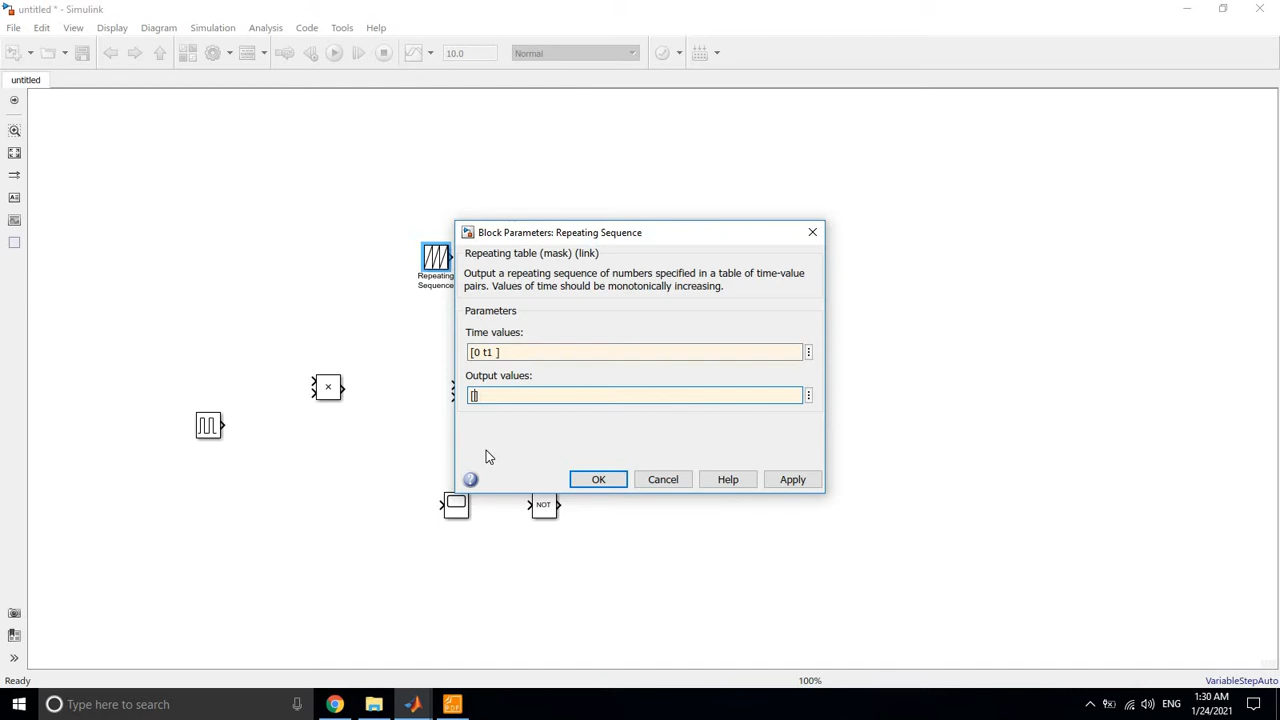 untitled * - Simulink
File Edit View Display Diagram Simulation Analysis Code Tools Help
10.0 Normal
untitled
Block Parameters: Repeating Sequence
Repeating table (mask) (link)
Output a repeating sequence of numbers specified in a table of time-value
pairs. Values of time should be monotonically increasing.
Parameters
Time values:
[0 t1 ]
Output values:
[]
OK Cancel Help Apply
Repeating
Sequence
×
NOT
Ready 100% VariableStepAuto
Type here to search
PDF
ENG
1:30 AM
1/24/2021